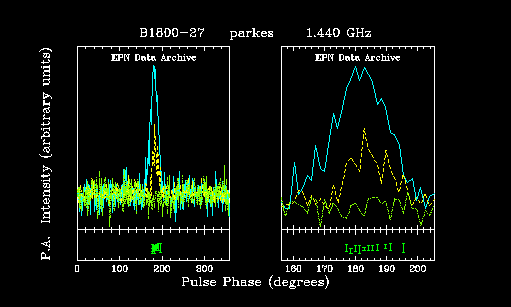 B1800-27 parkes 1.440 GHz
EPN Data Archive EPN Data Archive
P.A. Intensity (arbitrary units)
0 100 200 300 160 170 180 190 200
Pulse Phase (degrees)